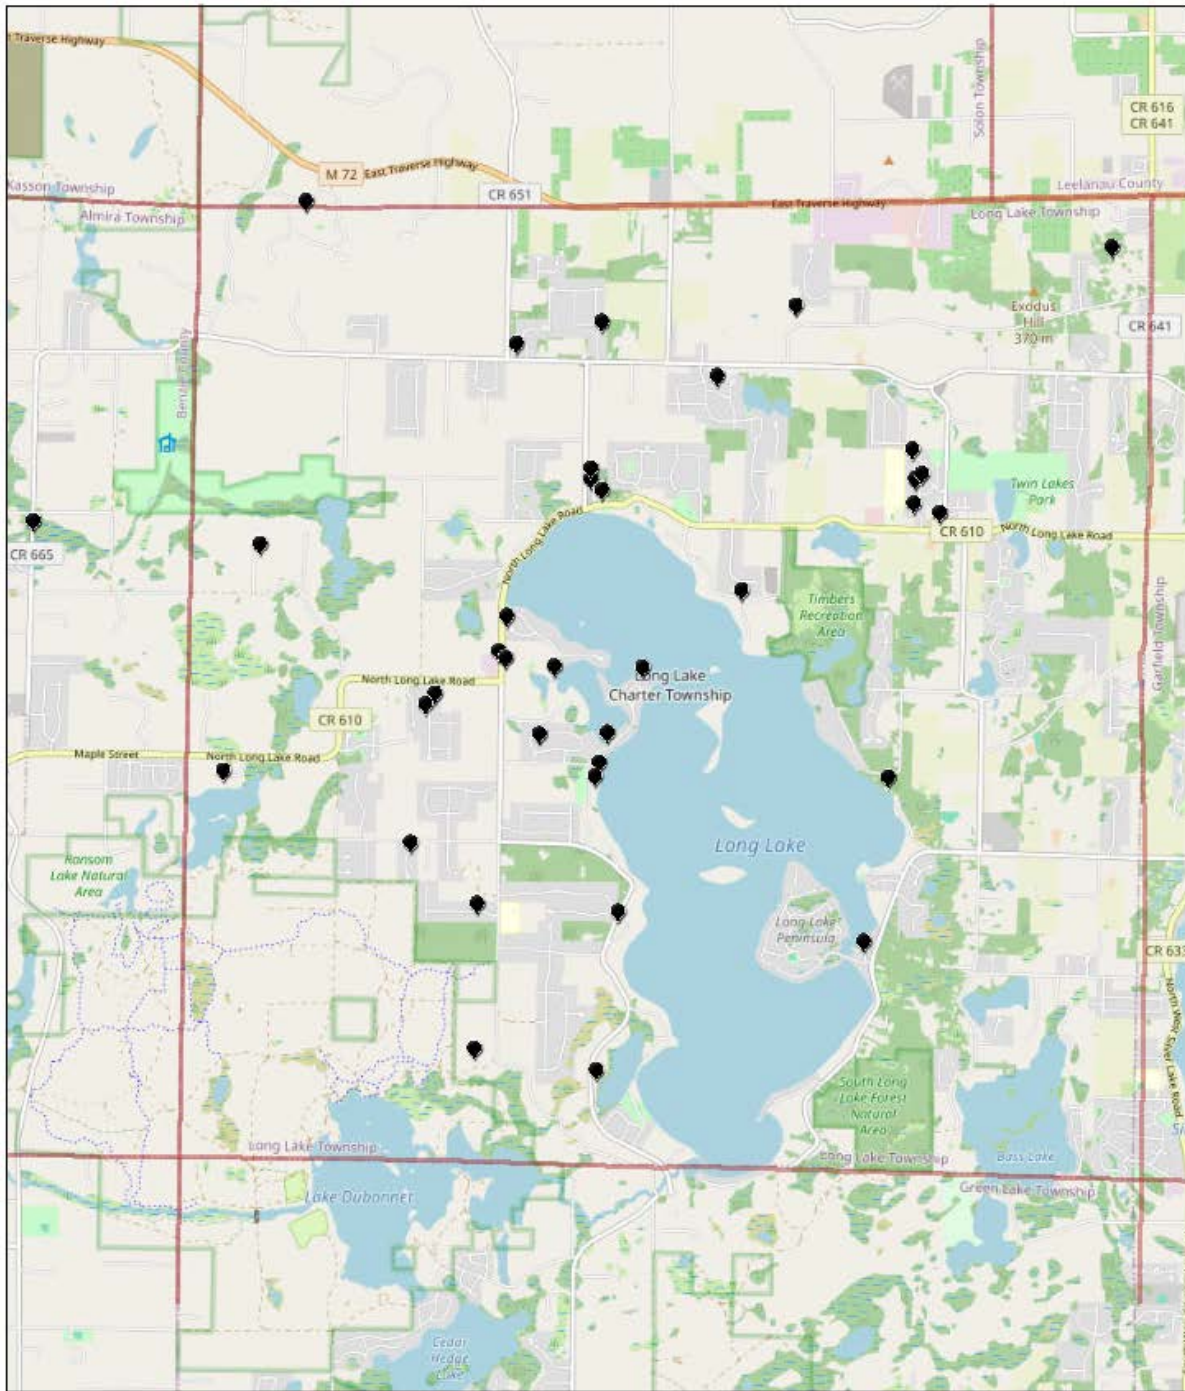 t Traverse Highway
CR 616
CR 641
Solon Township
M 72
East Traverse Highway
CR 651
Kasson Township
Leelanau County
Almira Township
East Traverse Highway
Long Lake Township
Exodus
Hill
370 m
CR 641
Benzie County
Twin Lakes
Park
CR 665
North Long Lake Road
CR 610
North Long Lake Road
Timbers
Recreation
Area
Garfield Township
Long Lake
Charter Township
North Long Lake Road
CR 610
Maple Street
North Long Lake Road
Long Lake
Ransom
Lake Natural
Area
Long Lake
Peninsula
CR 633
North West Silver Lake Road
South Long
Lake Forest
Natural
Area
Si
Long Lake Township
Long Lake Township
Bass Lake
Lake Dubonnet
Green Lake Township
Cedar
Hedge
Lake